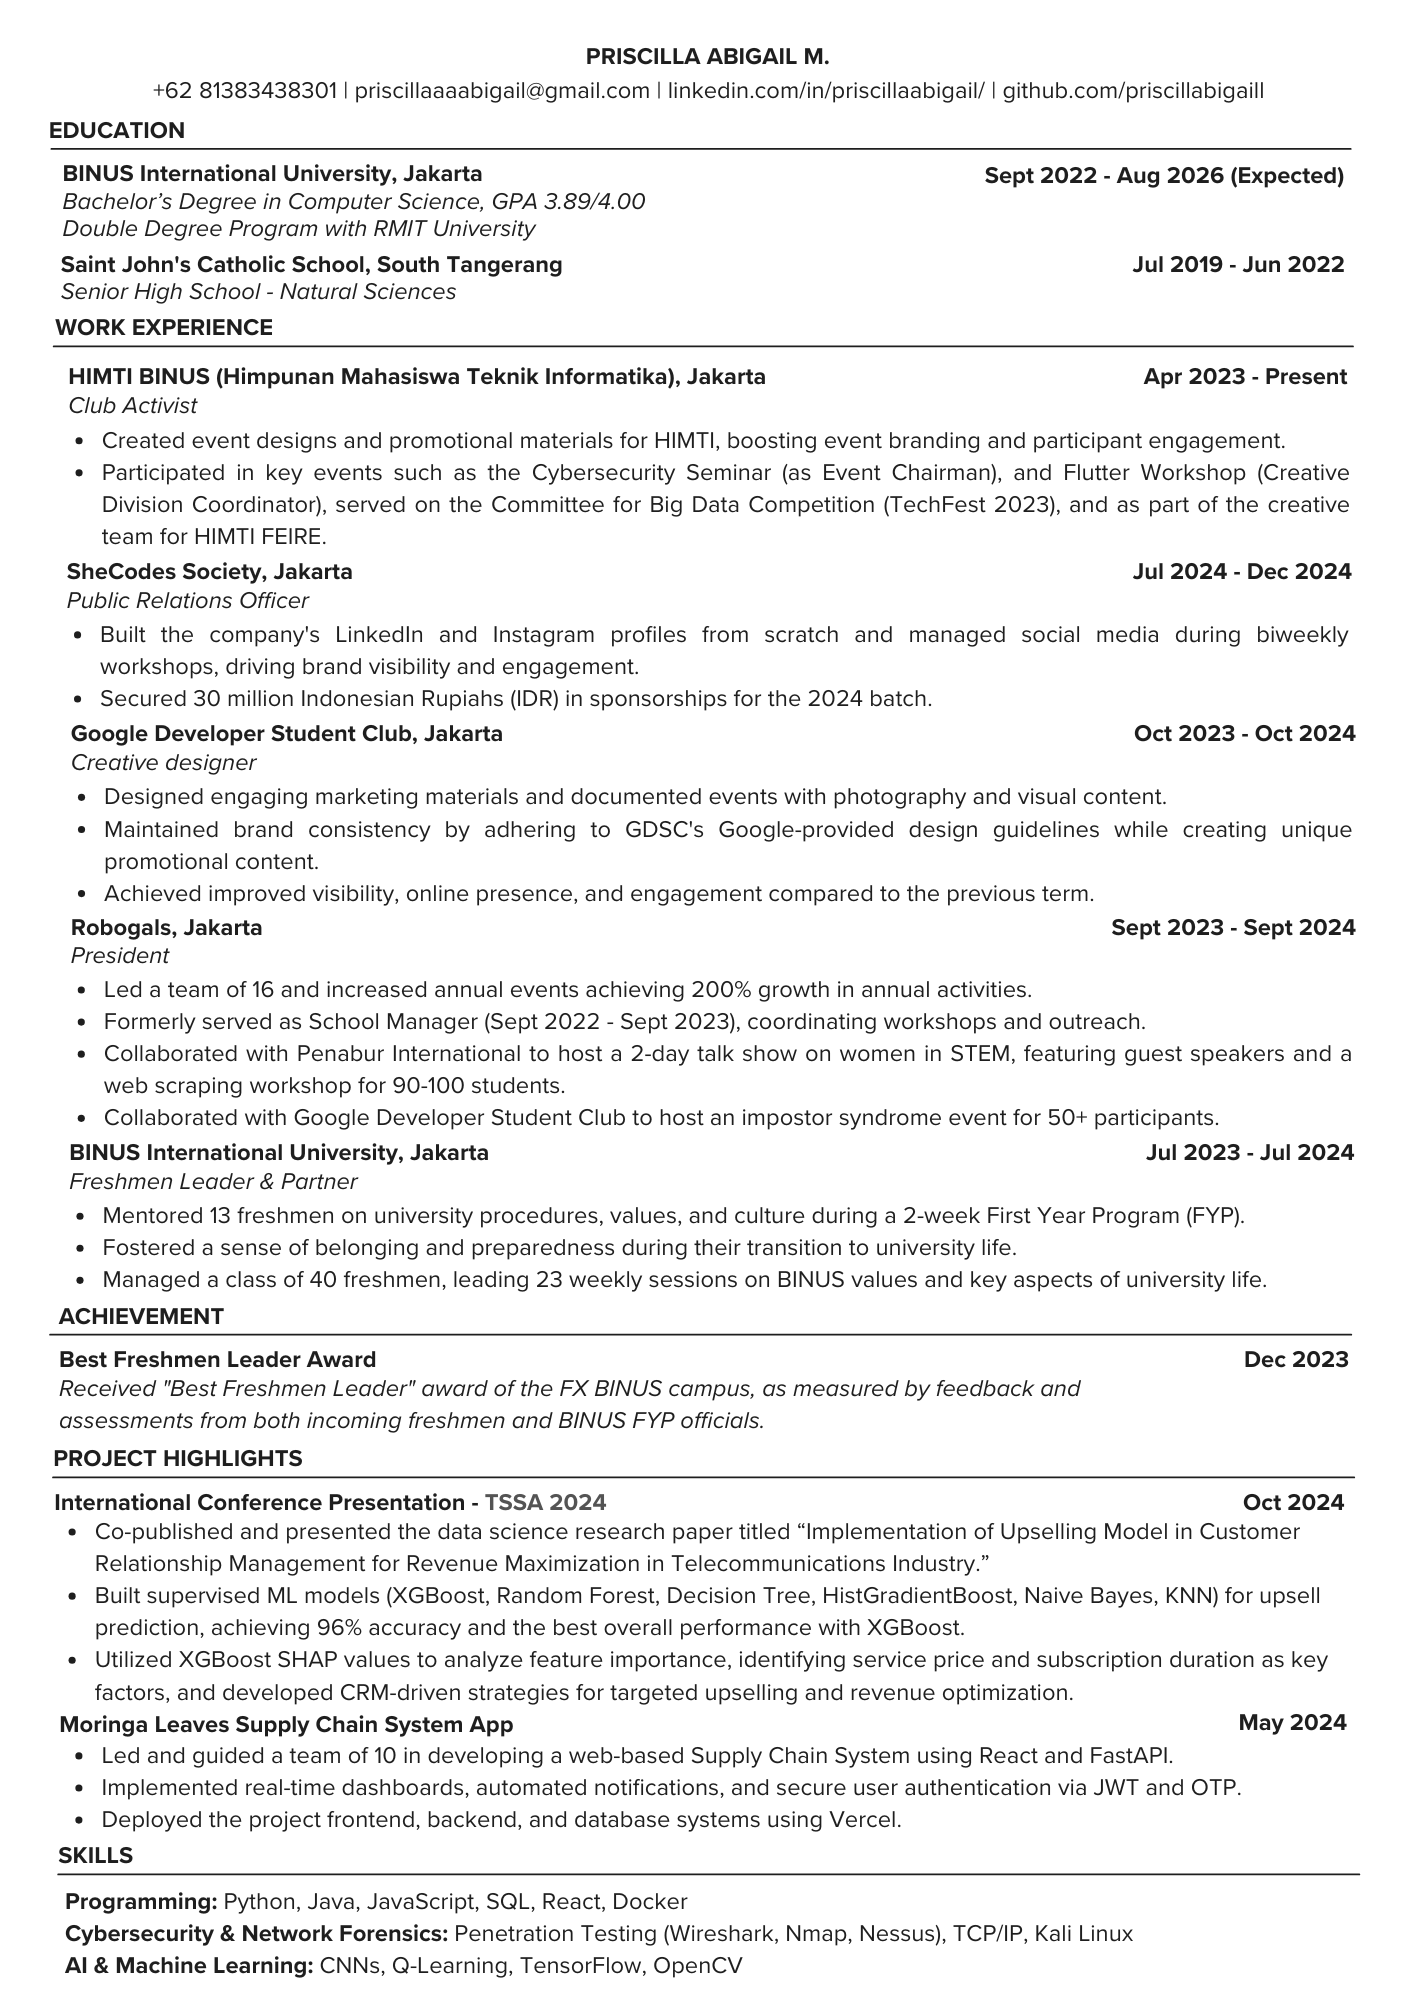 PRISCILLA ABIGAIL M.
+62 81383438301 | priscillaaaabigail@gmail.com | linkedin.com/in/priscillaabigail/ | github.com/priscillabigaill
EDUCATION
BINUS International University, Jakarta Sept 2022 - Aug 2026 (Expected)
Bachelor’s Degree in Computer Science, GPA 3.89/4.00
Double Degree Program with RMIT University
Saint John's Catholic School, South Tangerang Jul 2019 - Jun 2022
Senior High School - Natural Sciences
WORK EXPERIENCE
HIMTI BINUS (Himpunan Mahasiswa Teknik Informatika), Jakarta Apr 2023 - Present
Club Activist
• Created event designs and promotional materials for HIMTI, boosting event branding and participant engagement.
• Participated in key events such as the Cybersecurity Seminar (as Event Chairman), and Flutter Workshop (Creative
Division Coordinator), served on the Committee for Big Data Competition (TechFest 2023), and as part of the creative
team for HIMTI FEIRE.
SheCodes Society, Jakarta Jul 2024 - Dec 2024
Public Relations Officer
• Built the company's LinkedIn and Instagram profiles from scratch and managed social media during biweekly
workshops, driving brand visibility and engagement.
• Secured 30 million Indonesian Rupiahs (IDR) in sponsorships for the 2024 batch.
Google Developer Student Club, Jakarta Oct 2023 - Oct 2024
Creative designer
• Designed engaging marketing materials and documented events with photography and visual content.
• Maintained brand consistency by adhering to GDSC's Google-provided design guidelines while creating unique
promotional content.
• Achieved improved visibility, online presence, and engagement compared to the previous term.
Robogals, Jakarta Sept 2023 - Sept 2024
President
• Led a team of 16 and increased annual events achieving 200% growth in annual activities.
• Formerly served as School Manager (Sept 2022 - Sept 2023), coordinating workshops and outreach.
• Collaborated with Penabur International to host a 2-day talk show on women in STEM, featuring guest speakers and a
web scraping workshop for 90-100 students.
• Collaborated with Google Developer Student Club to host an impostor syndrome event for 50+ participants.
BINUS International University, Jakarta Jul 2023 - Jul 2024
Freshmen Leader & Partner
• Mentored 13 freshmen on university procedures, values, and culture during a 2-week First Year Program (FYP).
• Fostered a sense of belonging and preparedness during their transition to university life.
• Managed a class of 40 freshmen, leading 23 weekly sessions on BINUS values and key aspects of university life.
ACHIEVEMENT
Best Freshmen Leader Award Dec 2023
Received "Best Freshmen Leader" award of the FX BINUS campus, as measured by feedback and
assessments from both incoming freshmen and BINUS FYP officials.
PROJECT HIGHLIGHTS
International Conference Presentation - TSSA 2024 Oct 2024
• Co-published and presented the data science research paper titled “Implementation of Upselling Model in Customer
Relationship Management for Revenue Maximization in Telecommunications Industry.”
• Built supervised ML models (XGBoost, Random Forest, Decision Tree, HistGradientBoost, Naive Bayes, KNN) for upsell
prediction, achieving 96% accuracy and the best overall performance with XGBoost.
• Utilized XGBoost SHAP values to analyze feature importance, identifying service price and subscription duration as key
factors, and developed CRM-driven strategies for targeted upselling and revenue optimization.
Moringa Leaves Supply Chain System App May 2024
• Led and guided a team of 10 in developing a web-based Supply Chain System using React and FastAPI.
• Implemented real-time dashboards, automated notifications, and secure user authentication via JWT and OTP.
• Deployed the project frontend, backend, and database systems using Vercel.
SKILLS
Programming: Python, Java, JavaScript, SQL, React, Docker
Cybersecurity & Network Forensics: Penetration Testing (Wireshark, Nmap, Nessus), TCP/IP, Kali Linux
AI & Machine Learning: CNNs, Q-Learning, TensorFlow, OpenCV